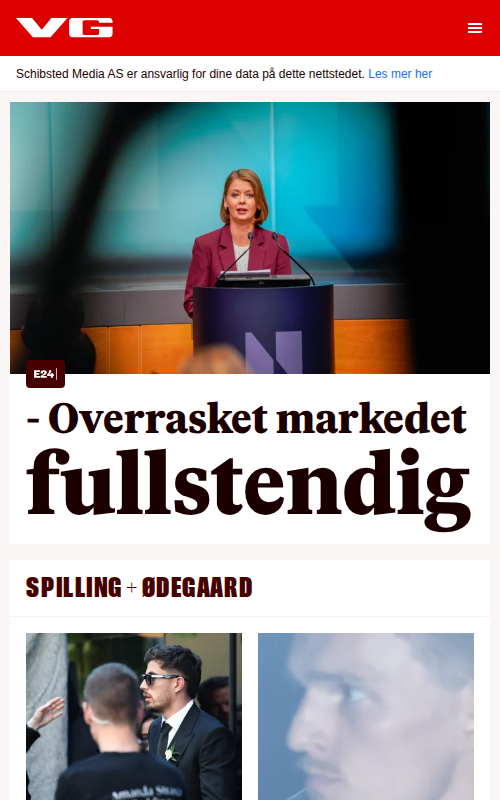 VG
Schibsted Media AS er ansvarlig for dine data på dette nettstedet. Les mer her
E24
- Overrasket markedet
fullstendig
SPILLING + ØDEGAARD